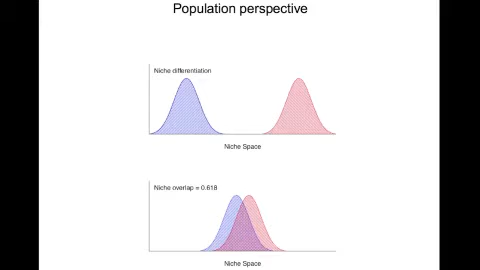 Population perspective
Niche differentiation
Niche Space
Niche overlap = 0.618
Niche Space